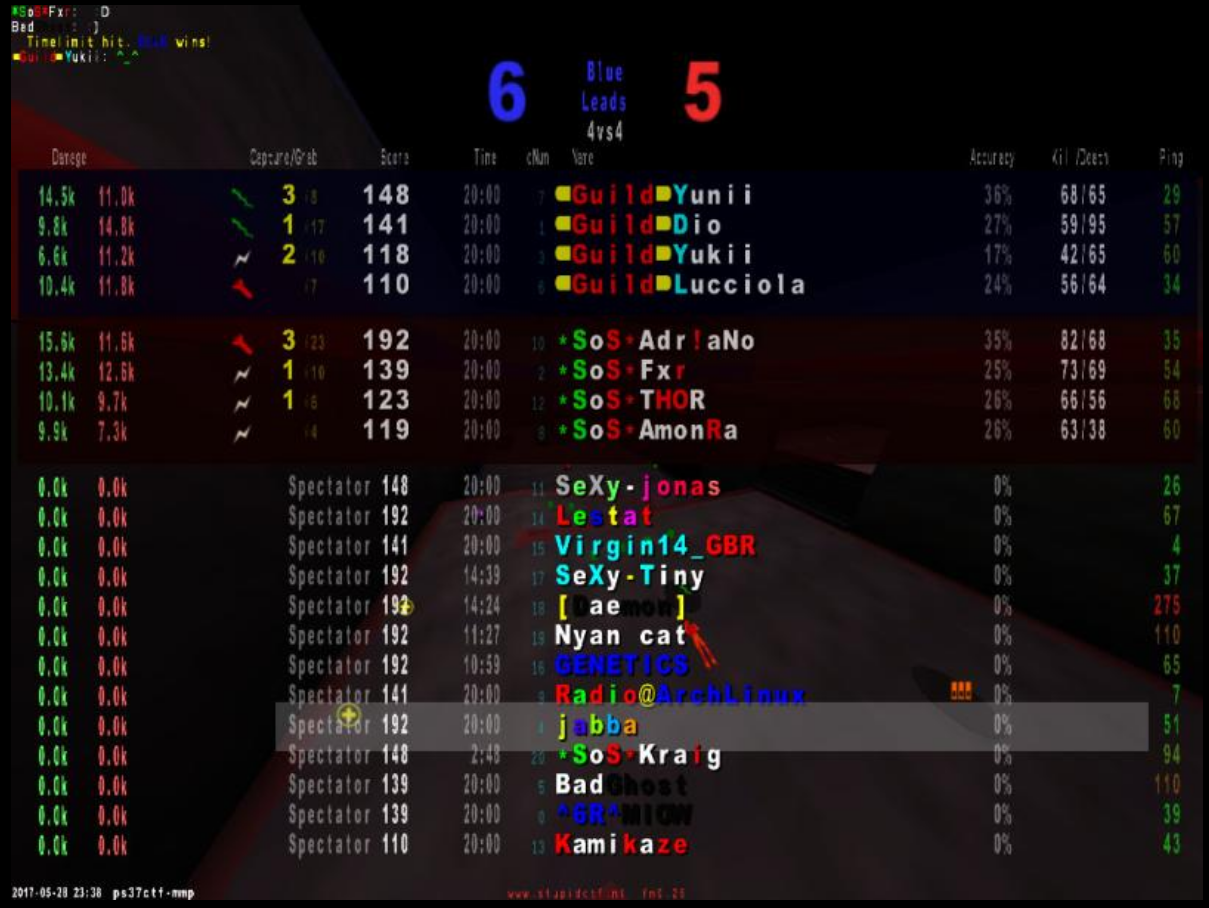 *SoS*Fxr: :D
Bad :]
Timelimit hit. wins!
Guild Yukii: ^_^
6 Blue Leads 4vs4 5
Damage Capture/Grab Score Time cNum Name Accuracy Kill/Death Ping
14.5k 11.0k 3 /8 148 20:00 7 Guild Yunii 36% 68/65 29
9.8k 14.8k 1 /17 141 20:00 1 Guild Dio 27% 59/95 57
6.6k 11.2k 2 /10 118 20:00 3 Guild Yukii 17% 42/65 60
10.4k 11.8k /7 110 20:00 6 Guild Lucciola 24% 56/64 34
15.6k 11.6k 3 /23 192 20:00 10 *SoS*Adr!aNo 35% 82/68 35
13.4k 12.6k 1 /10 139 20:00 2 *SoS*Fxr 25% 73/69 54
10.1k 9.7k 1 /6 123 20:00 12 *SoS*THOR 26% 66/56 68
9.9k 7.3k /4 119 20:00 8 *SoS*AmonRa 26% 63/38 60
0.0k 0.0k Spectator 148 20:00 11 SeXy-jonas 0% 26
0.0k 0.0k Spectator 192 20:00 14 Lestat 0% 67
0.0k 0.0k Spectator 141 20:00 15 Virgin14_GBR 0% 4
0.0k 0.0k Spectator 192 14:39 17 SeXy-Tiny 0% 37
0.0k 0.0k Spectator 192 14:24 18 [Daemon] 0% 275
0.0k 0.0k Spectator 192 11:27 19 Nyan cat 0% 110
0.0k 0.0k Spectator 192 10:59 16 GENETICS 0% 65
0.0k 0.0k Spectator 141 20:00 9 Radio@ArchLinux 0% 7
0.0k 0.0k Spectator 192 20:00 4 jabba 0% 51
0.0k 0.0k Spectator 148 2:48 20 *SoS*Kraig 0% 94
0.0k 0.0k Spectator 139 20:00 5 BadGhost 0% 110
0.0k 0.0k Spectator 139 20:00 0 ^GR^MIOW 0% 39
0.0k 0.0k Spectator 110 20:00 13 Kamikaze 0% 43
2017-05-28 23:38 ps37ctf-mmp